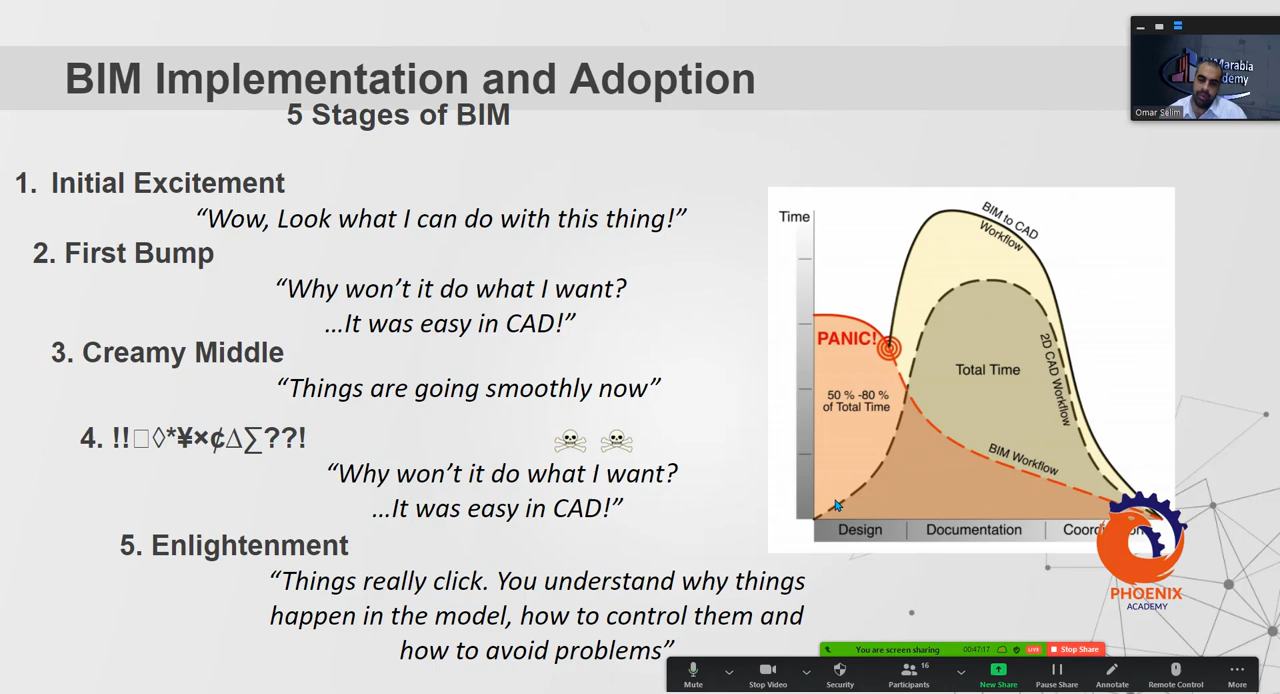 BIM Implementation and Adoption
5 Stages of BIM
1. Initial Excitement
“Wow, Look what I can do with this thing!”
2. First Bump
“Why won’t it do what I want?
…It was easy in CAD!”
3. Creamy Middle
“Things are going smoothly now”
4. !!□◊*¥×¢∆∑??!
“Why won’t it do what I want?
…It was easy in CAD!”
5. Enlightenment
“Things really click. You understand why things
happen in the model, how to control them and
how to avoid problems”
Time
BIM to CAD
Workflow
PANIC!
50 % -80 %
of Total Time
Total Time
2D CAD Workflow
BIM Workflow
Design
Documentation
PHOENIX
ACADEMY
Omar Selim
You are screen sharing
00:47:17
LIVE
Stop Share
Mute
Stop Video
Security
Participants
16
New Share
Pause Share
Annotate
Remote Control
More